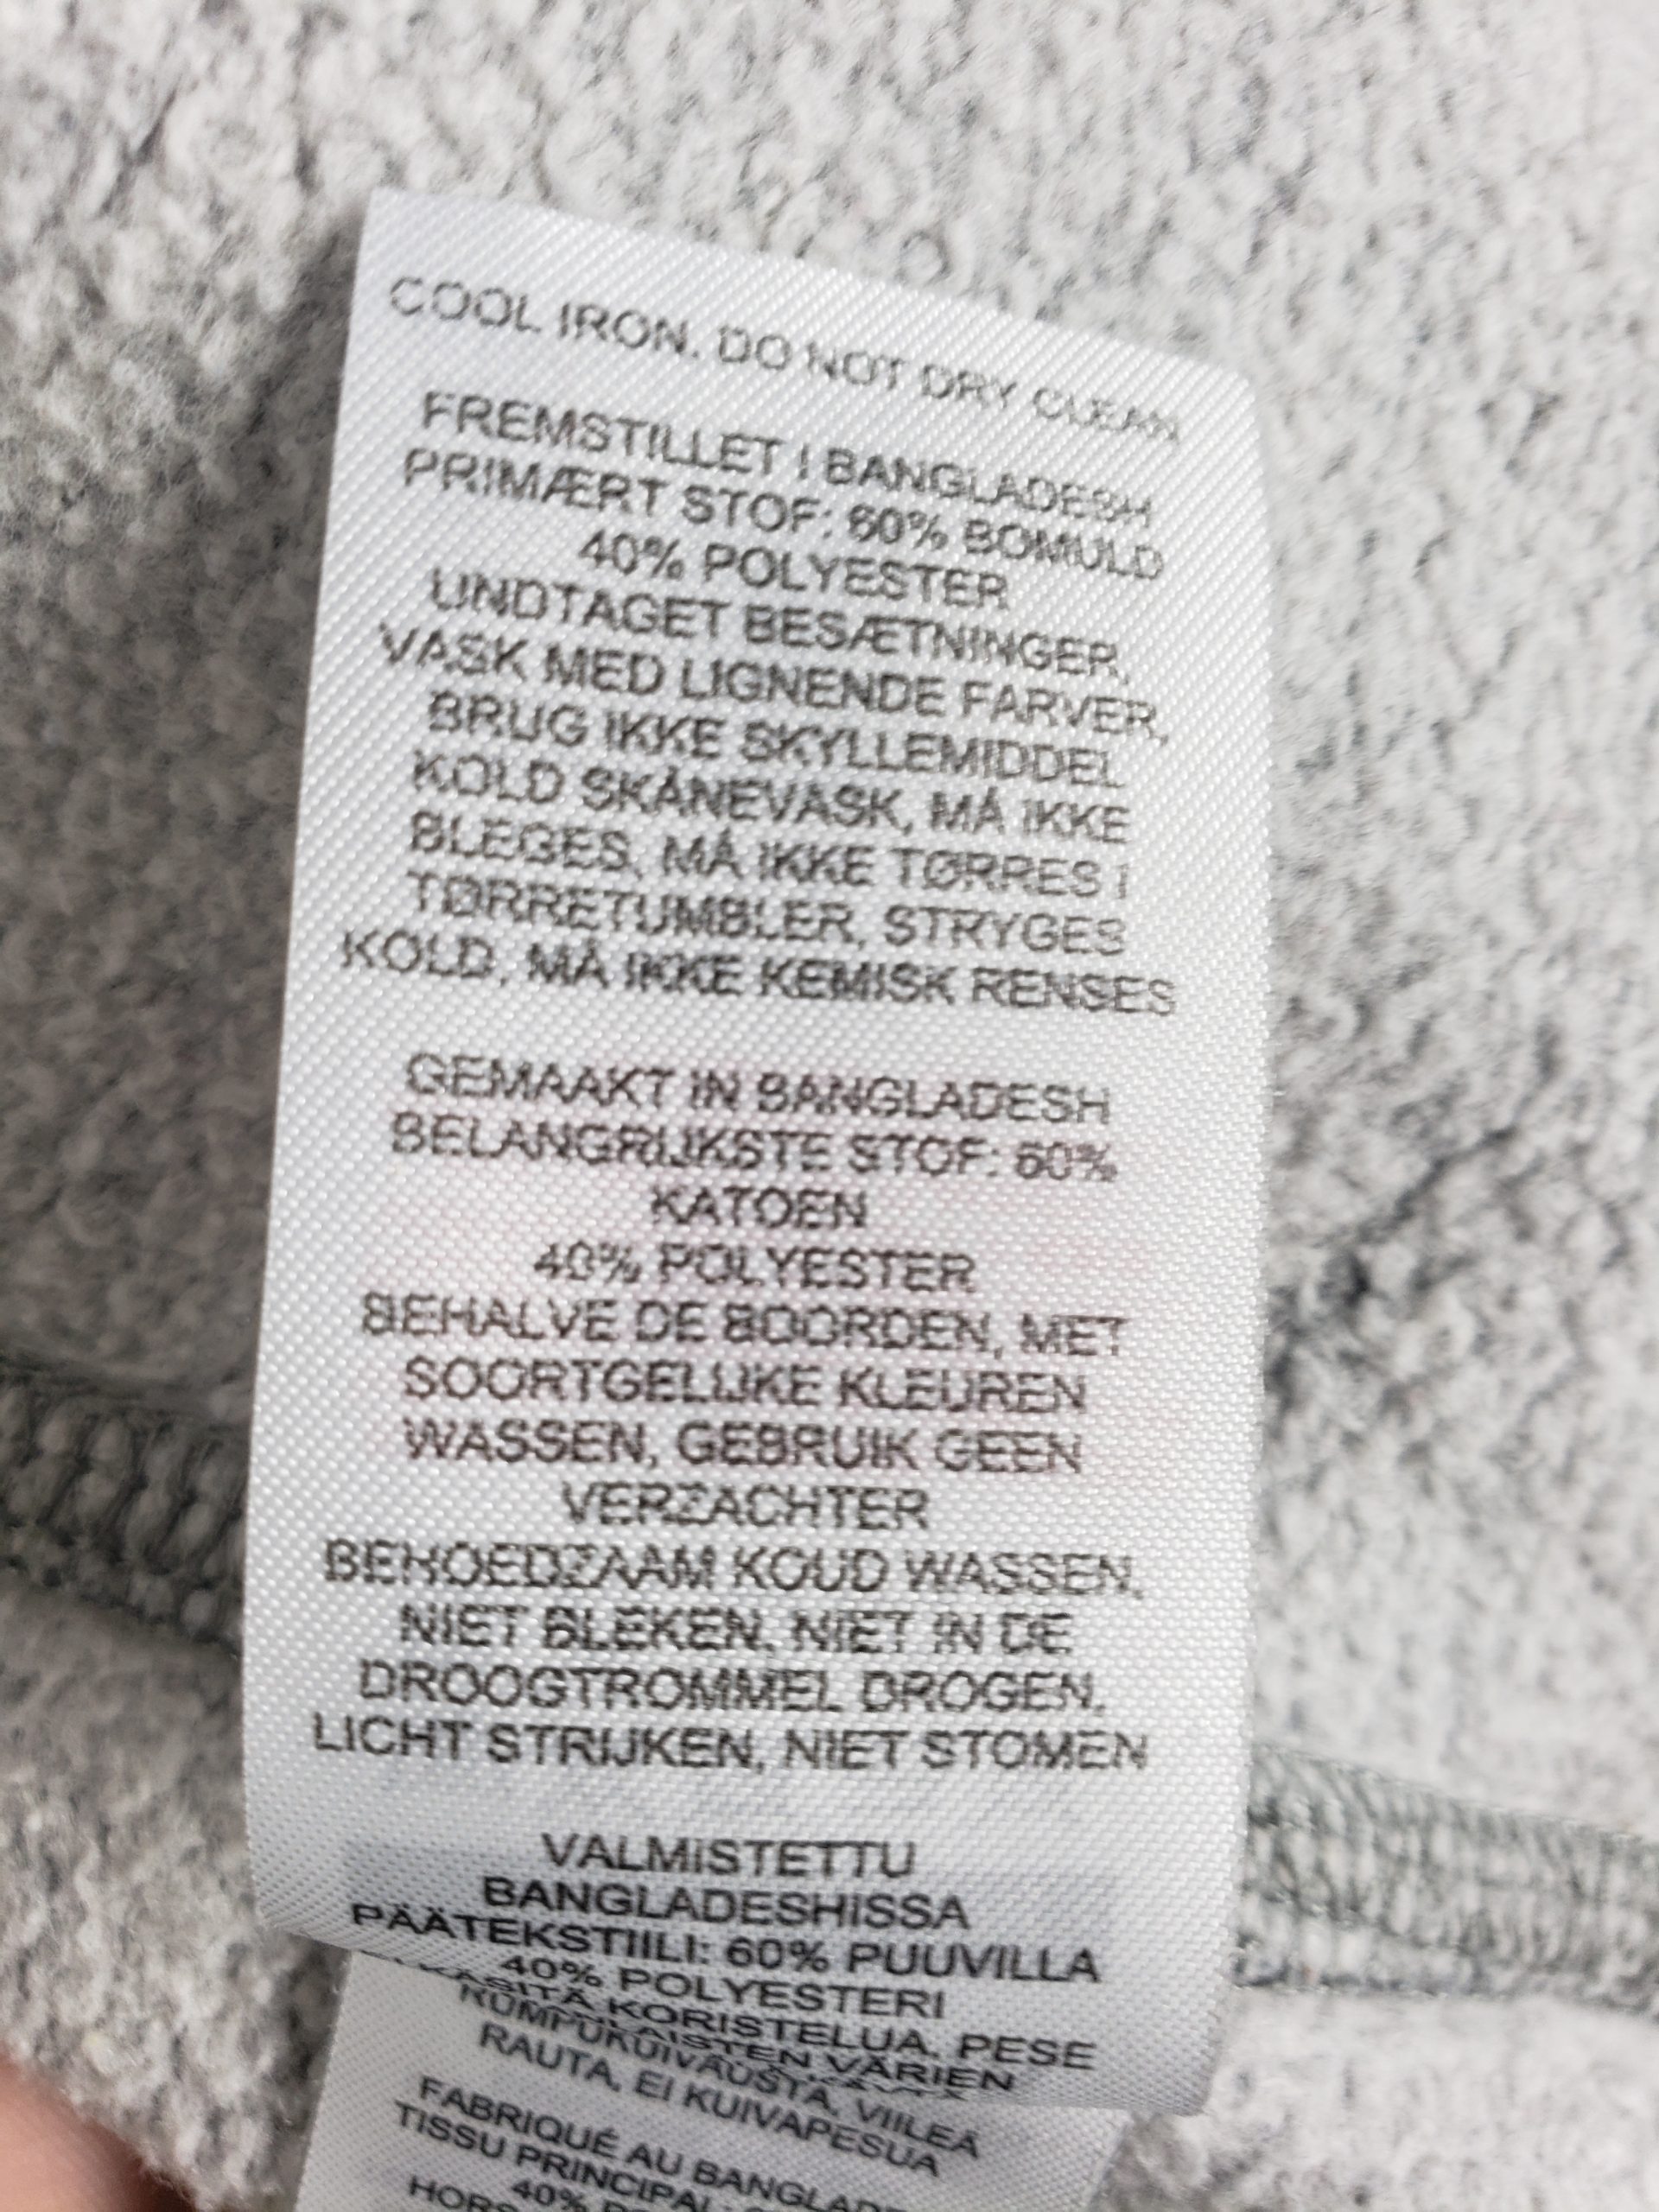 COOL IRON. DO NOT DRY CLEAN
FREMSTILLET I BANGLADESH
PRIMÆRT STOF: 60% BOMULD
40% POLYESTER
UNDTAGET BESÆTNINGER,
VASK MED LIGNENDE FARVER,
BRUG IKKE SKYLLEMIDDEL
KOLD SKÅNEVASK, MÅ IKKE
BLEGES, MÅ IKKE TØRRES I
TØRRETUMBLER, STRYGES
KOLD, MÅ IKKE KEMISK RENSES
GEMAAKT IN BANGLADESH
BELANGRIJKSTE STOF: 60%
KATOEN
40% POLYESTER
BEHALVE DE BOORDEN, MET
SOORTGELIJKE KLEUREN
WASSEN, GEBRUIK GEEN
VERZACHTER
BEHOEDZAAM KOUD WASSEN,
NIET BLEKEN, NIET IN DE
DROOGTROMMEL DROGEN.
LICHT STRIJKEN, NIET STOMEN
VALMISTETTU
BANGLADESHISSA
PÄÄTEKSTIILI: 60% PUUVILLA
40% POLYESTERI
KORISTELUA, PESE
VÄRIEN
RUMPUKUIVAUSTA, VIILEÄ
RAUTA, EI KUIVAPESUA
FABRIQUÉ AU
TISSU PRINCIPAL:
40%
HORS